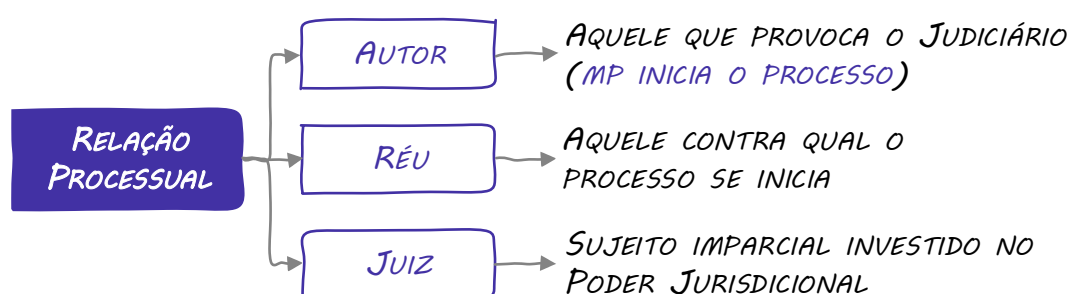 Relação
Processual
Autor
Aquele que provoca o Judiciário
(MP inicia o processo)
Réu
Aquele contra qual o
processo se inicia
Juiz
Sujeito imparcial investido no
Poder Jurisdicional